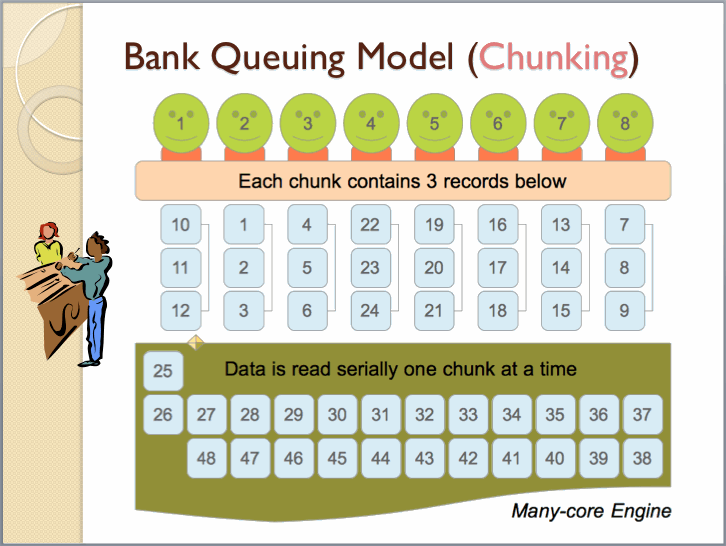 Bank Queuing Model (Chunking)
1 2 3 4 5 6 7 8
Each chunk contains 3 records below
10 1 4 22 19 16 13 7
11 2 5 23 20 17 14 8
12 3 6 24 21 18 15 9
25 Data is read serially one chunk at a time
26 27 28 29 30 31 32 33 34 35 36 37
48 47 46 45 44 43 42 41 40 39 38
Many-core Engine